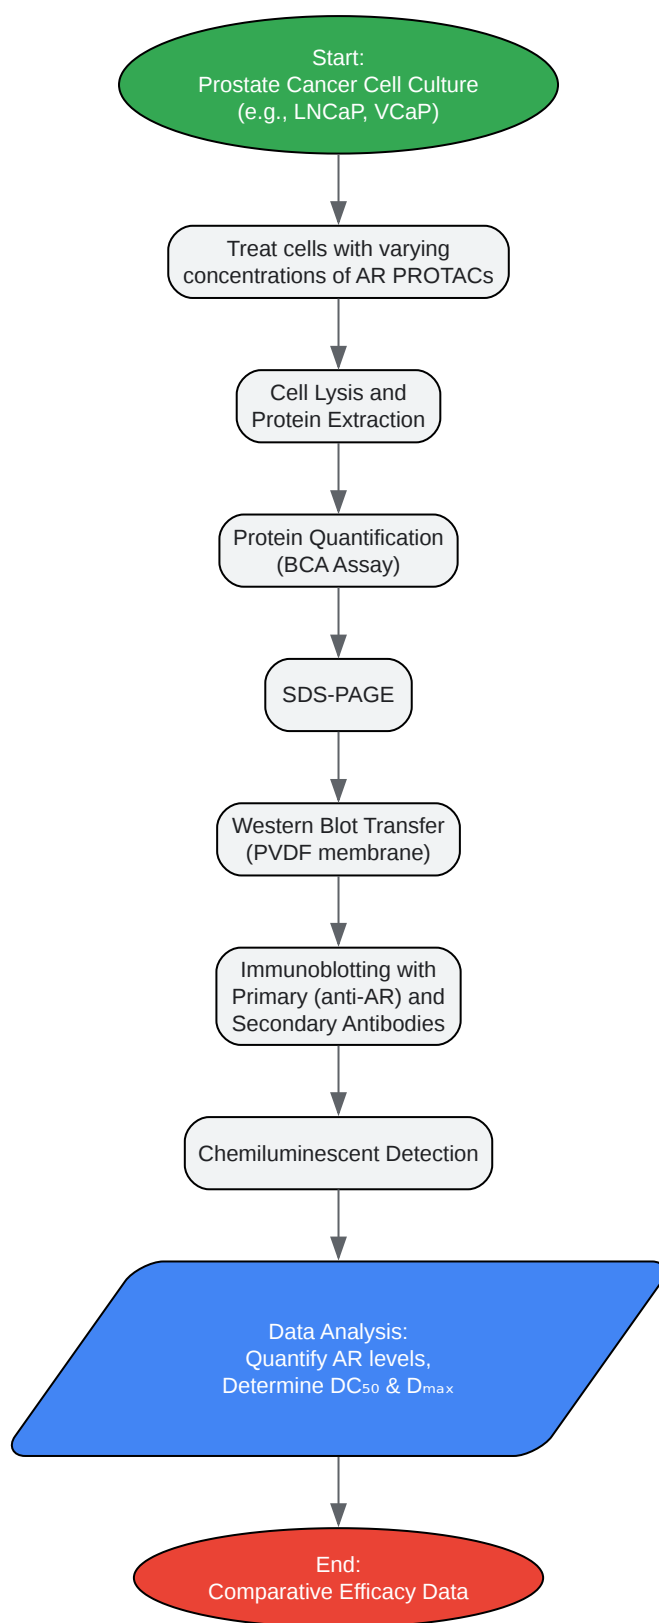 Start:
Prostate Cancer Cell Culture
(e.g., LNCaP, VCaP)
Treat cells with varying
concentrations of AR PROTACs
Cell Lysis and
Protein Extraction
Protein Quantification
(BCA Assay)
SDS-PAGE
Western Blot Transfer
(PVDF membrane)
Immunoblotting with
Primary (anti-AR) and
Secondary Antibodies
Chemiluminescent Detection
Data Analysis:
Quantify AR levels,
Determine DC₅₀ & Dₘₐₓ
End:
Comparative Efficacy Data